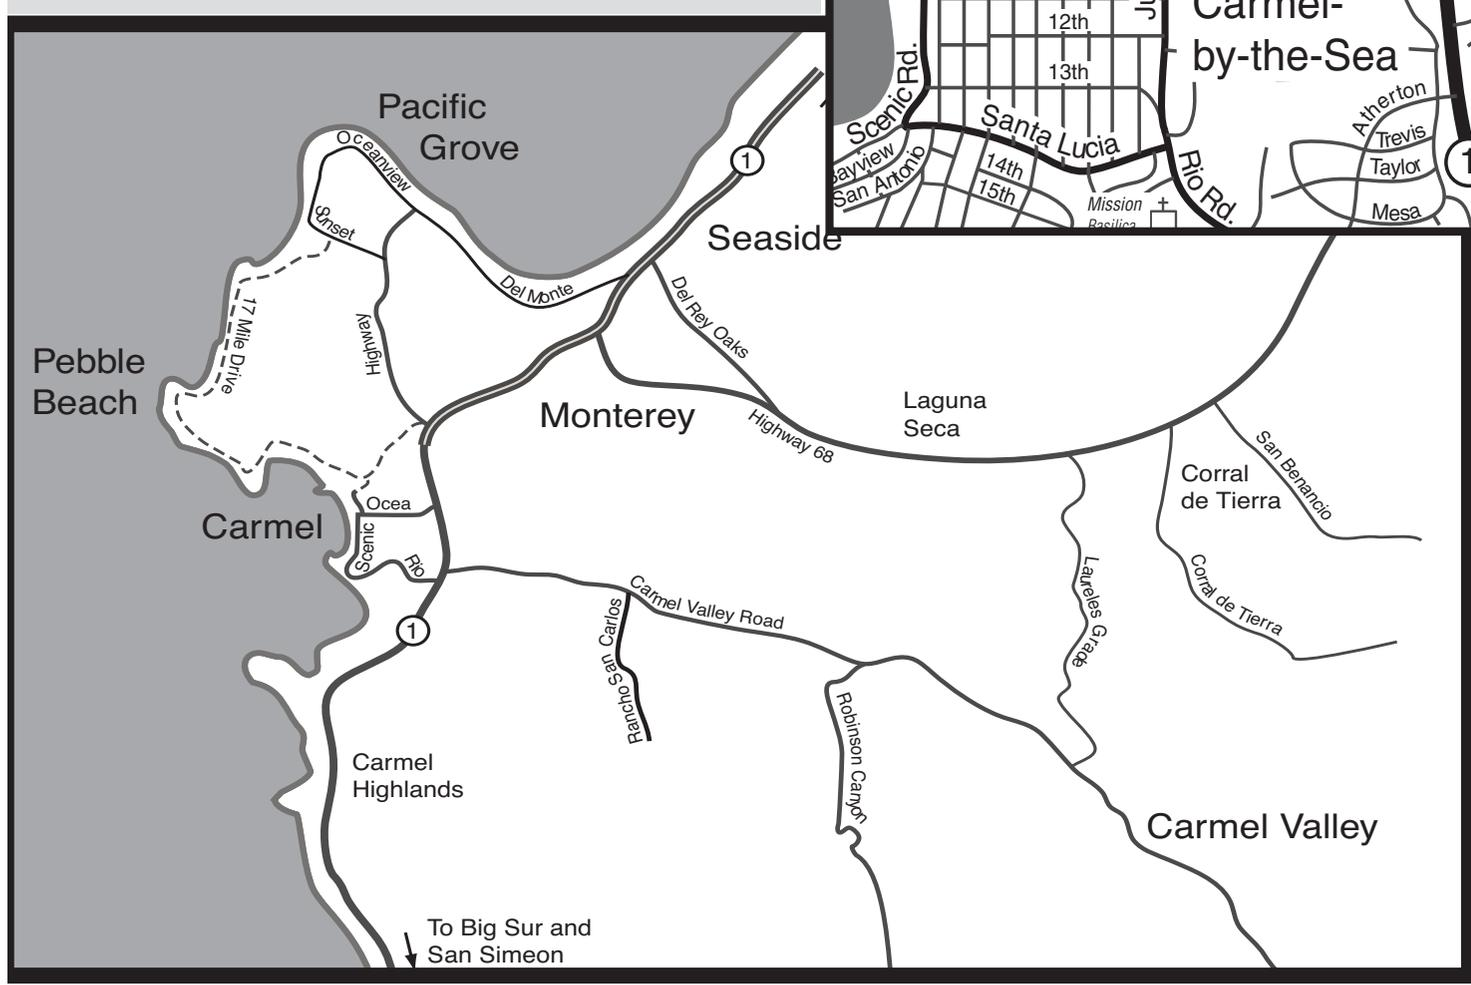 Carmel-
by-the-Sea
12th
13th
Scenic Rd.
Santa Lucia
Bayview
San Antonio
14th
15th
Mission
Basilica
Rio Rd.
Atherton
Trevis
Taylor
Mesa
1
Pacific
Grove
Oceanview
Sunset
1
Seaside
Del Monte
Del Rey Oaks
17 Mile Drive
Highway
Pebble
Beach
Monterey
Highway 68
Laguna
Seca
San Benancio
Corral
de Tierra
Carmel
Ocea
Scenic
Rio
Corral de Tierra
Laureles Grade
Carmel Valley Road
Rancho San Carlos
1
Robinson Canyon
Carmel
Highlands
Carmel Valley
To Big Sur and
San Simeon